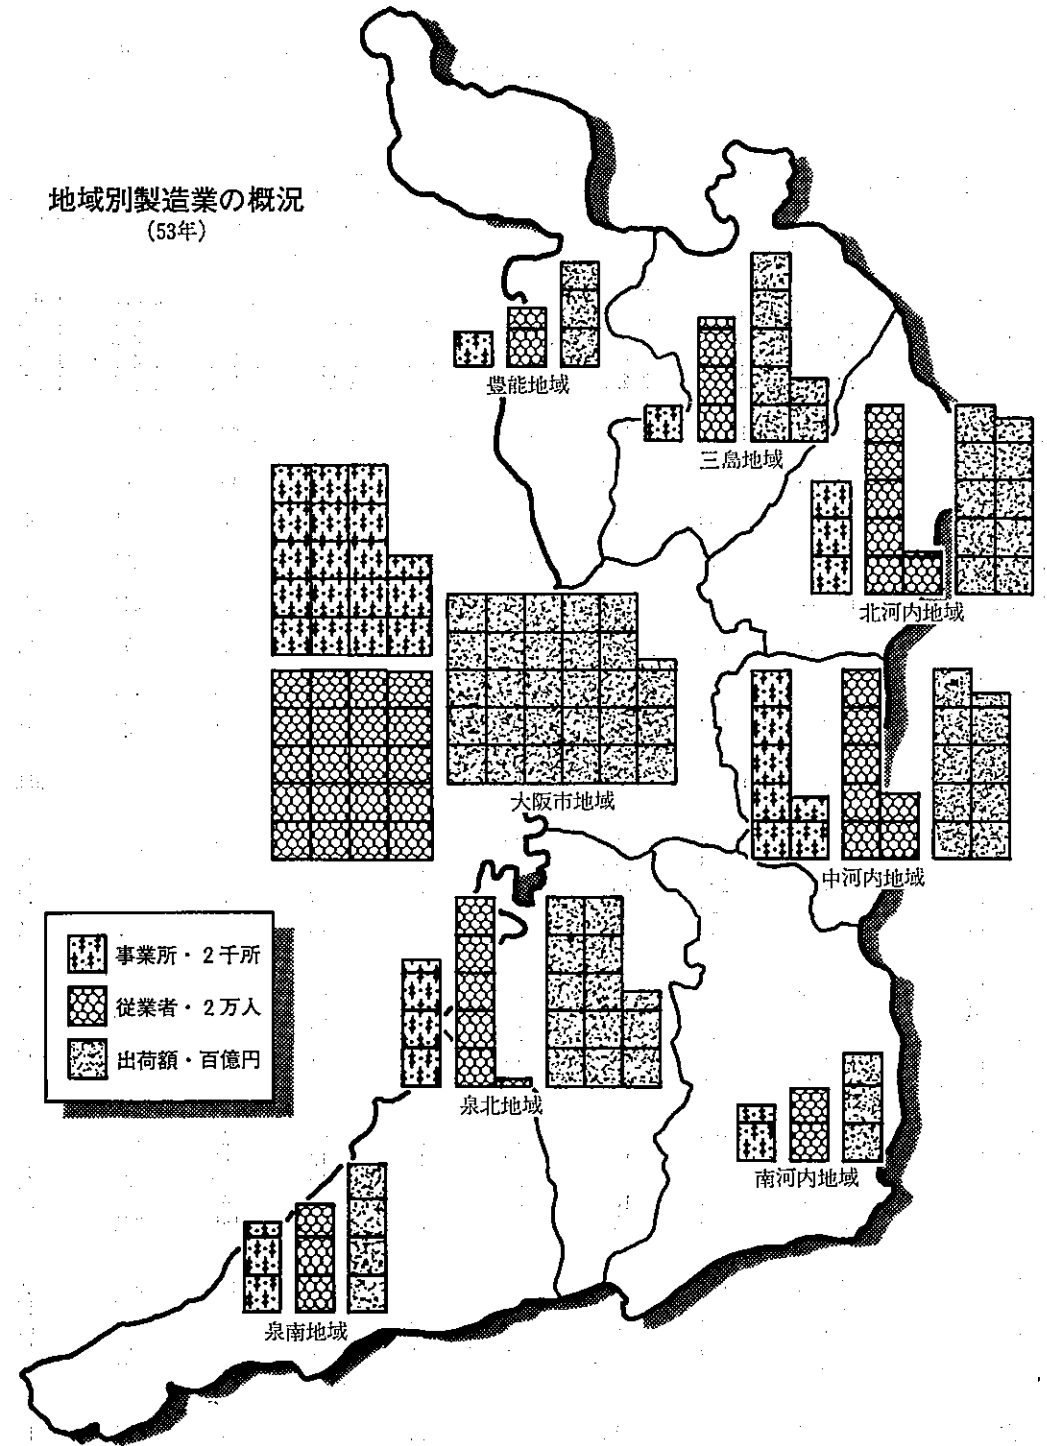 地域別製造業の概況
(53年)
豊能地域
三島地域
北河内地域
大阪市地域
中河内地域
事業所・2千所
従業者・2万人
出荷額・百億円
泉北地域
南河内地域
泉南地域